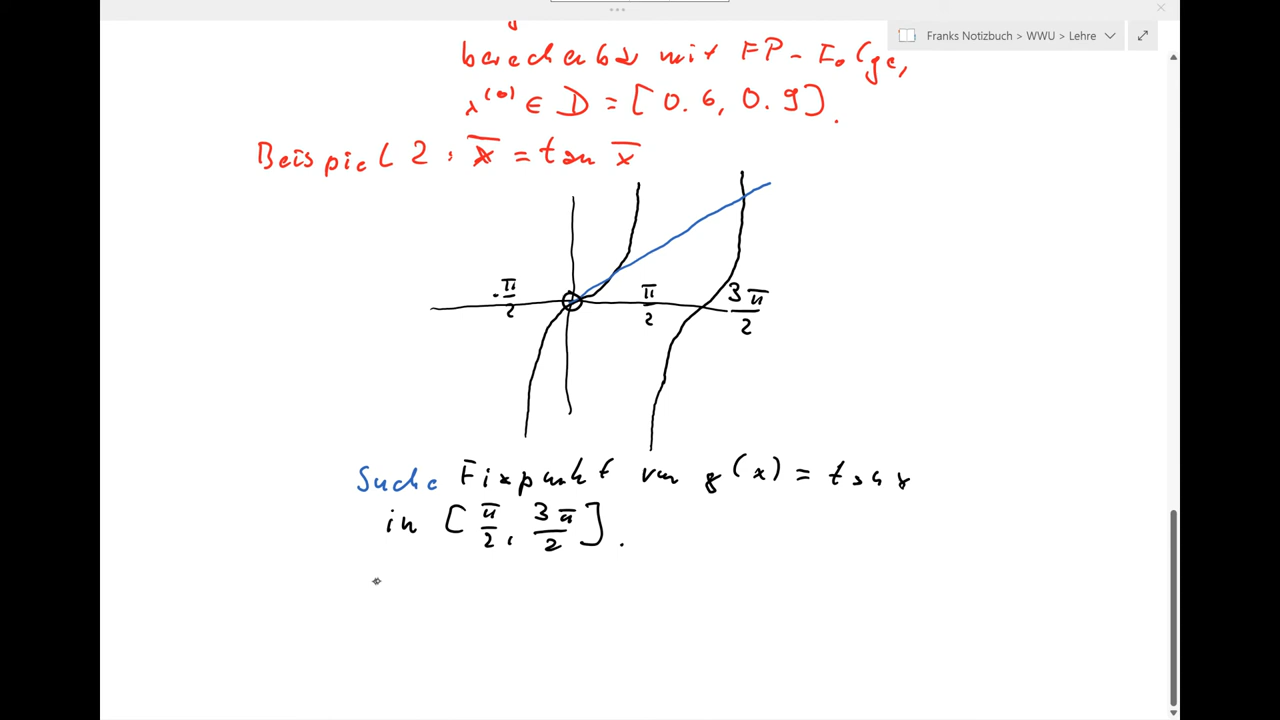 Franks Notizbuch > WWU > Lehre
berechenbar mit FP-Folge,
x^(0) ∈ D = [0.6, 0.9].
Beispiel 2: x̄ = tan x̄
-π/2 π/2 3π/2
Suche Fixpunkt von g(x) = tan x
in [π/2, 3π/2].